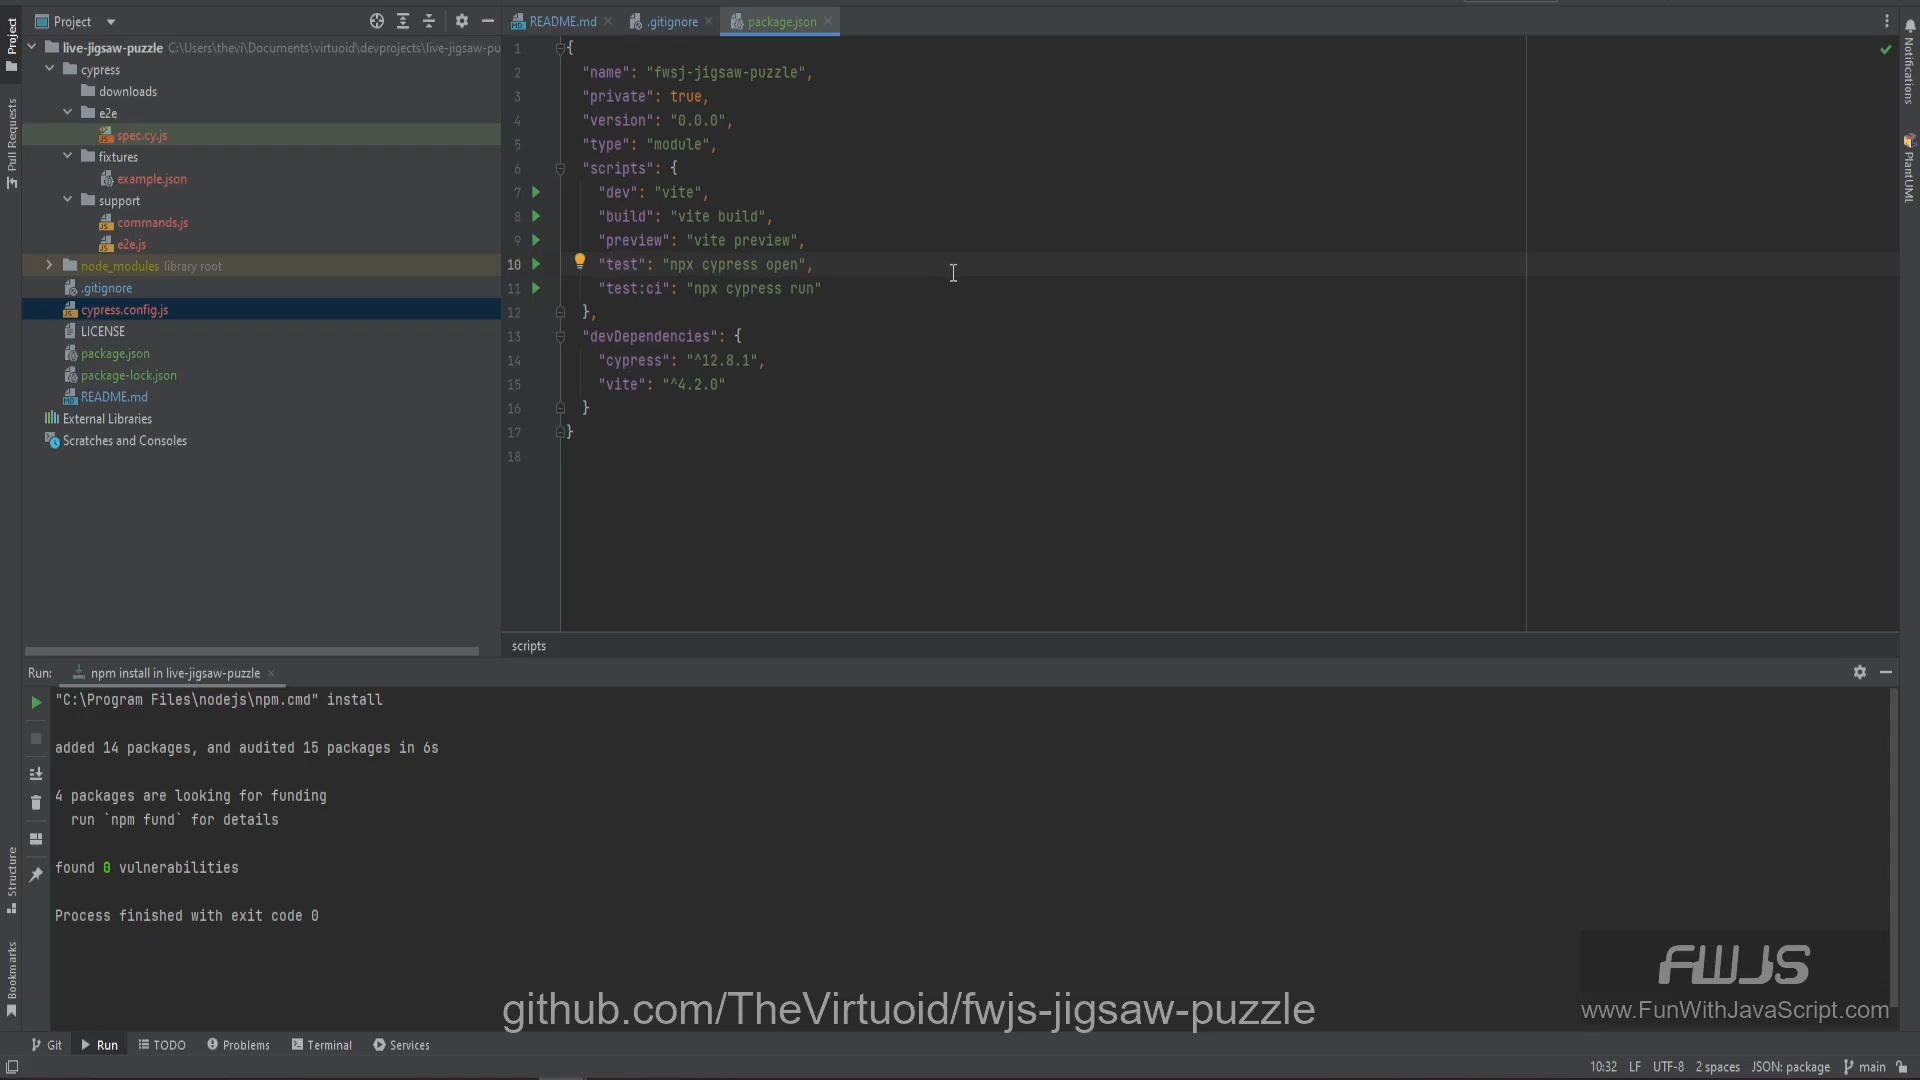 Project
README.md
.gitignore
package.json
Project
Pull Requests
Structure
Bookmarks
live-jigsaw-puzzle C:\Users\thevi\Documents\virtuoid\devprojects\live-jigsaw-pu
cypress
downloads
e2e
spec.cy.js
fixtures
example.json
support
commands.js
e2e.js
node_modules library root
.gitignore
cypress.config.js
LICENSE
package.json
package-lock.json
README.md
External Libraries
Scratches and Consoles
1 {
2 "name": "fwsj-jigsaw-puzzle",
3 "private": true,
4 "version": "0.0.0",
5 "type": "module",
6 "scripts": {
7 "dev": "vite",
8 "build": "vite build",
9 "preview": "vite preview",
10 "test": "npx cypress open",
11 "test:ci": "npx cypress run"
12 },
13 "devDependencies": {
14 "cypress": "^12.8.1",
15 "vite": "^4.2.0"
16 }
17 }
18
scripts
Notifications
PlantUML
Run: npm install in live-jigsaw-puzzle
"C:\Program Files\nodejs\npm.cmd" install
added 14 packages, and audited 15 packages in 6s
4 packages are looking for funding
run `npm fund` for details
found 0 vulnerabilities
Process finished with exit code 0
FWJS
www.FunWithJavaScript.com
github.com/TheVirtuoid/fwjs-jigsaw-puzzle
Git Run TODO Problems Terminal Services
10:32 LF UTF-8 2 spaces JSON: package main